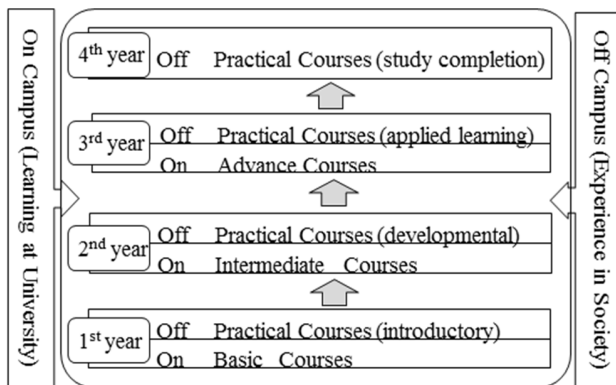 On Campus (Learning at University)
4th year
Off Practical Courses (study completion)
3rd year
Off Practical Courses (applied learning)
On Advance Courses
2nd year
Off Practical Courses (developmental)
On Intermediate Courses
1st year
Off Practical Courses (introductory)
On Basic Courses
Off Campus (Experience in Society)